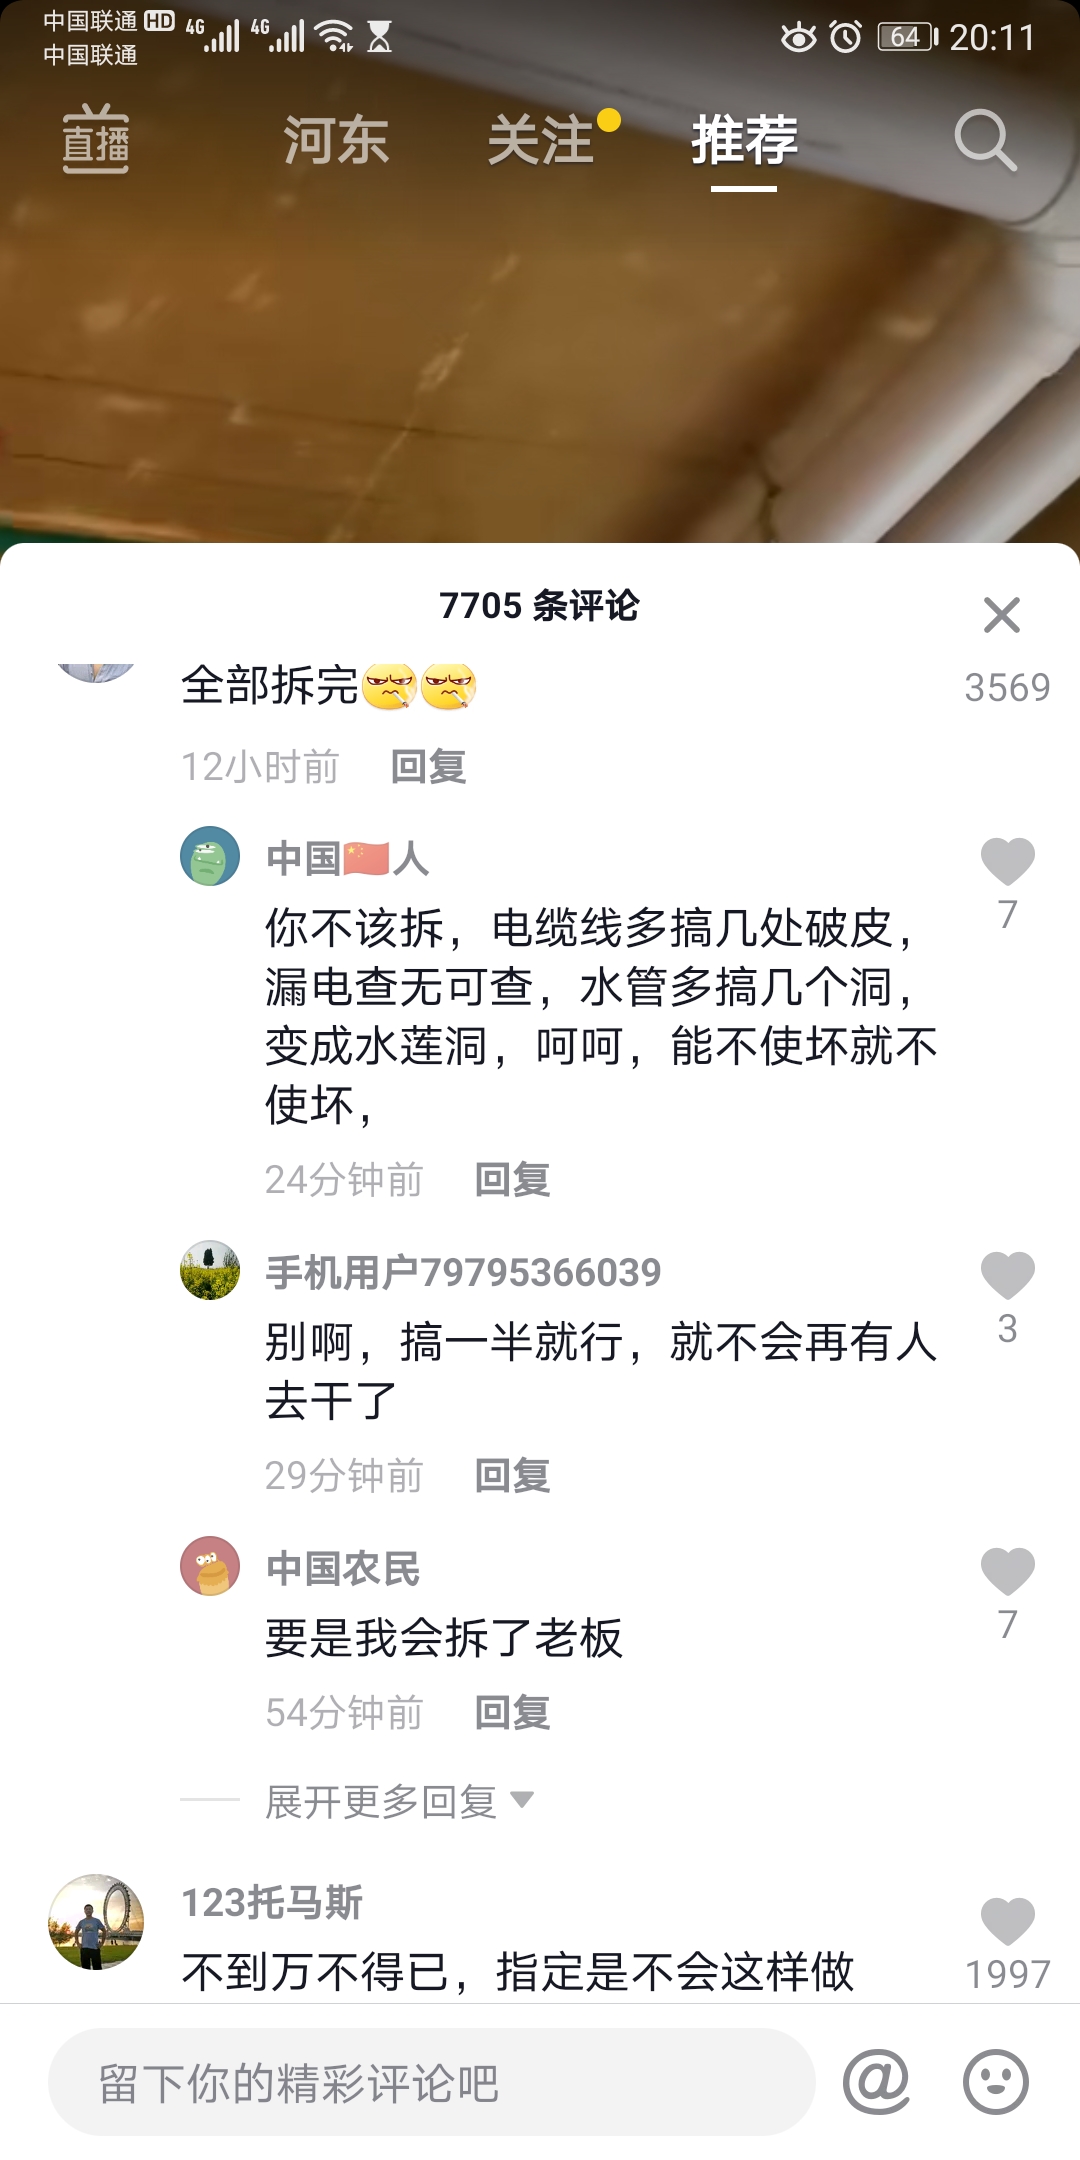 中国联通 HD 4G 4G 64 20:11
中国联通
直播 河东 关注 推荐
7705 条评论
全部拆完 3569
12小时前 回复
中国🇨🇳人
你不该拆，电缆线多搞几处破皮，
7
漏电查无可查，水管多搞几个洞，
变成水莲洞，呵呵，能不使坏就不
使坏，
24分钟前 回复
手机用户79795366039
别啊，搞一半就行，就不会再有人
3
去干了
29分钟前 回复
中国农民
要是我会拆了老板
7
54分钟前 回复
展开更多回复
123托马斯
不到万不得已，指定是不会这样做
1997
留下你的精彩评论吧 @